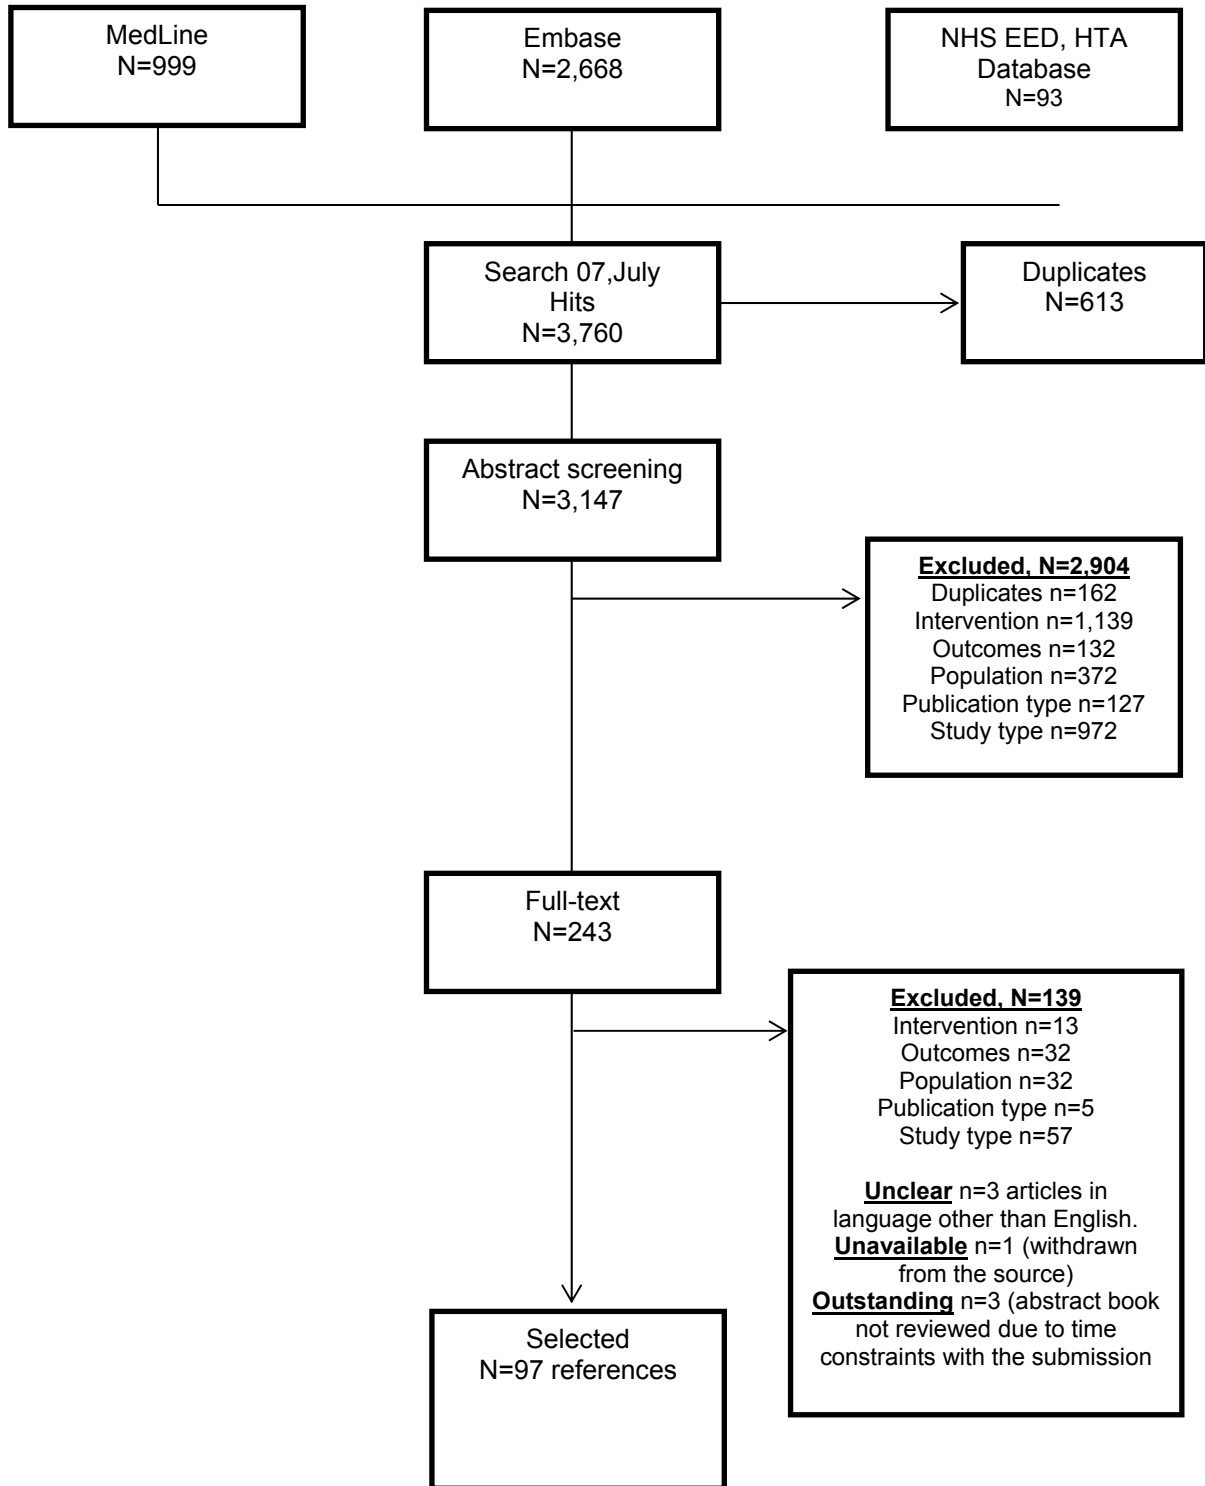 MedLine
N=999
Embase
N=2,668
NHS EED, HTA
Database
N=93
Search 07,July
Hits
N=3,760
Duplicates
N=613
Abstract screening
N=3,147
Excluded, N=2,904
Duplicates n=162
Intervention n=1,139
Outcomes n=132
Population n=372
Publication type n=127
Study type n=972
Full-text
N=243
Excluded, N=139
Intervention n=13
Outcomes n=32
Population n=32
Publication type n=5
Study type n=57
Unclear n=3 articles in
language other than English.
Unavailable n=1 (withdrawn
from the source)
Outstanding n=3 (abstract book
not reviewed due to time
constraints with the submission
Selected
N=97 references